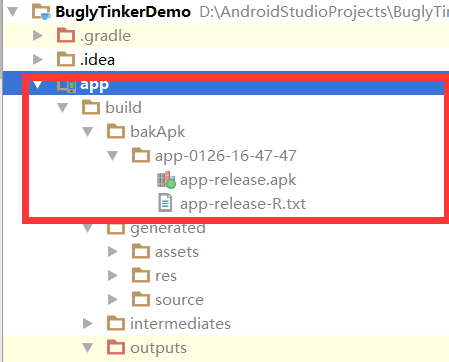 BuglyTinkerDemo D:\AndroidStudioProjects\BuglyTin
.gradle
.idea
app
build
bakApk
app-0126-16-47-47
app-release.apk
app-release-R.txt
generated
assets
res
source
intermediates
outputs